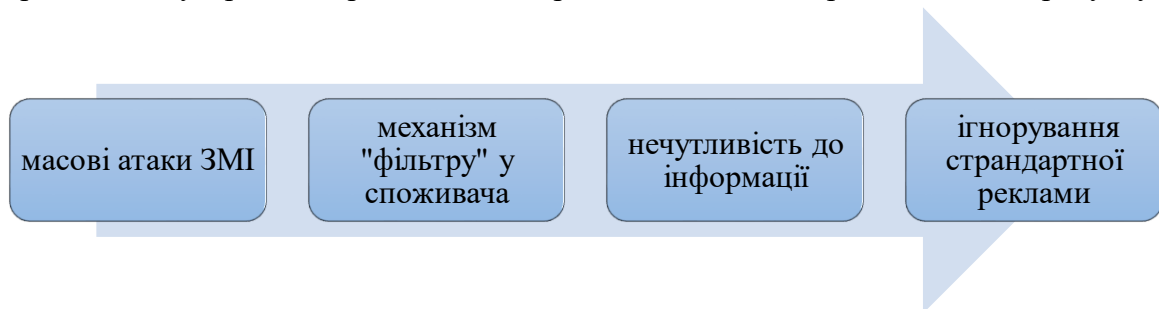 масові атаки ЗМІ
механізм
"фільтру" у
споживача
нечутливість до
інформації
ігнорування
страндартної
реклами